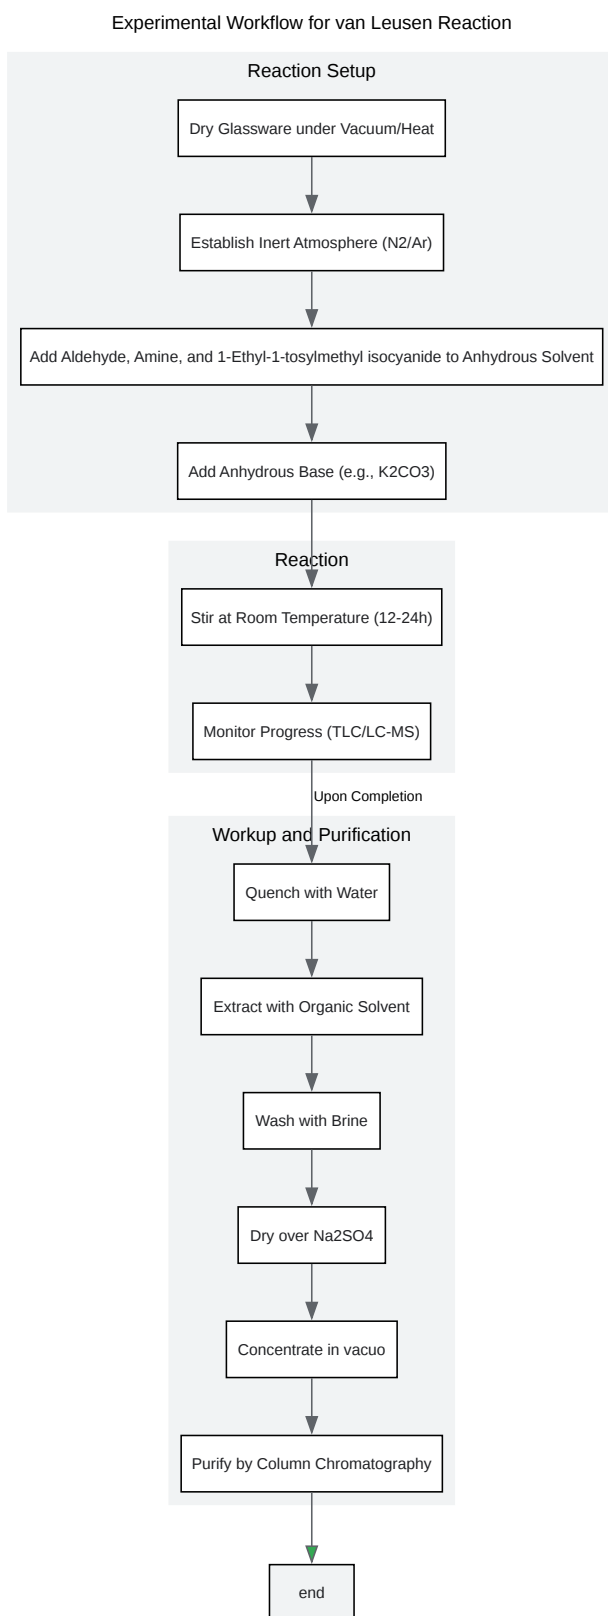 Experimental Workflow for van Leusen Reaction
Reaction Setup
Dry Glassware under Vacuum/Heat
Establish Inert Atmosphere (N2/Ar)
Add Aldehyde, Amine, and 1-Ethyl-1-tosylmethyl isocyanide to Anhydrous Solvent
Add Anhydrous Base (e.g., K2CO3)
Reaction
Stir at Room Temperature (12-24h)
Monitor Progress (TLC/LC-MS)
Upon Completion
Workup and Purification
Quench with Water
Extract with Organic Solvent
Wash with Brine
Dry over Na2SO4
Concentrate in vacuo
Purify by Column Chromatography
end